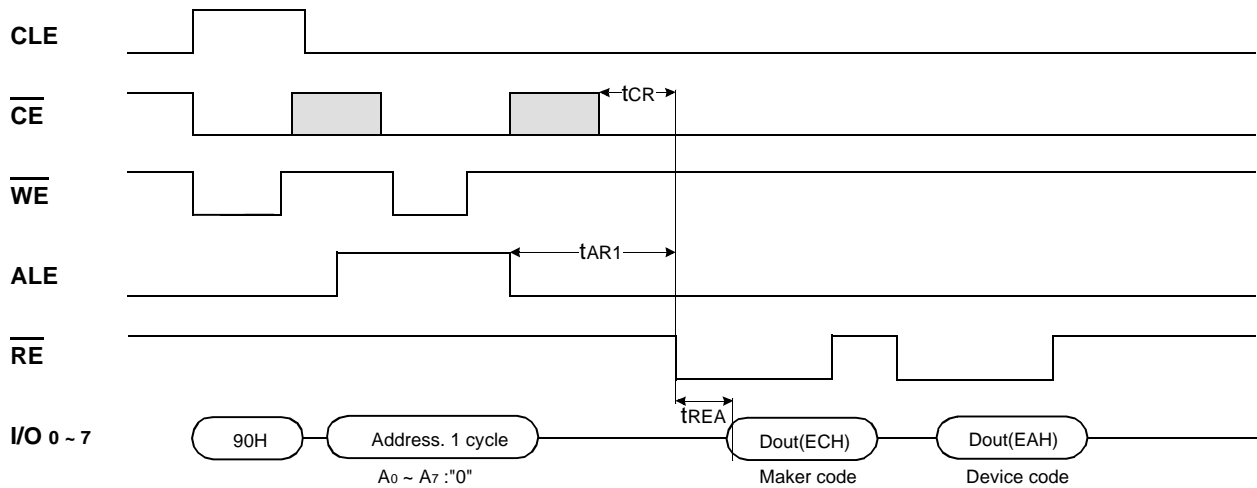 CLE
CE
tCR
WE
tAR1
ALE
RE
tREA
I/O 0 ~ 7
90H
Address. 1 cycle
Dout(ECH)
Dout(EAH)
A0 ~ A7 :"0"
Maker code
Device code